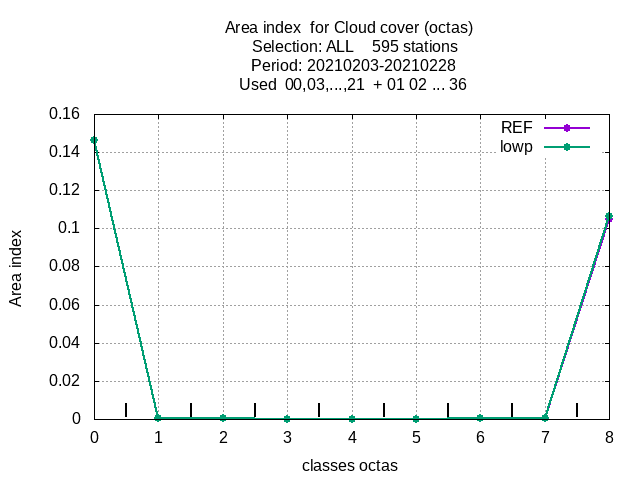 Area index  for Cloud cover (octas)
Selection: ALL    595 stations
Period: 20210203-20210228
Used  00,03,...,21  + 01 02 ... 36
0.16
0.14
0.12
0.1
0.08
0.06
0.04
0.02
0
Area index
REF
lowp
0 1 2 3 4 5 6 7 8
classes octas